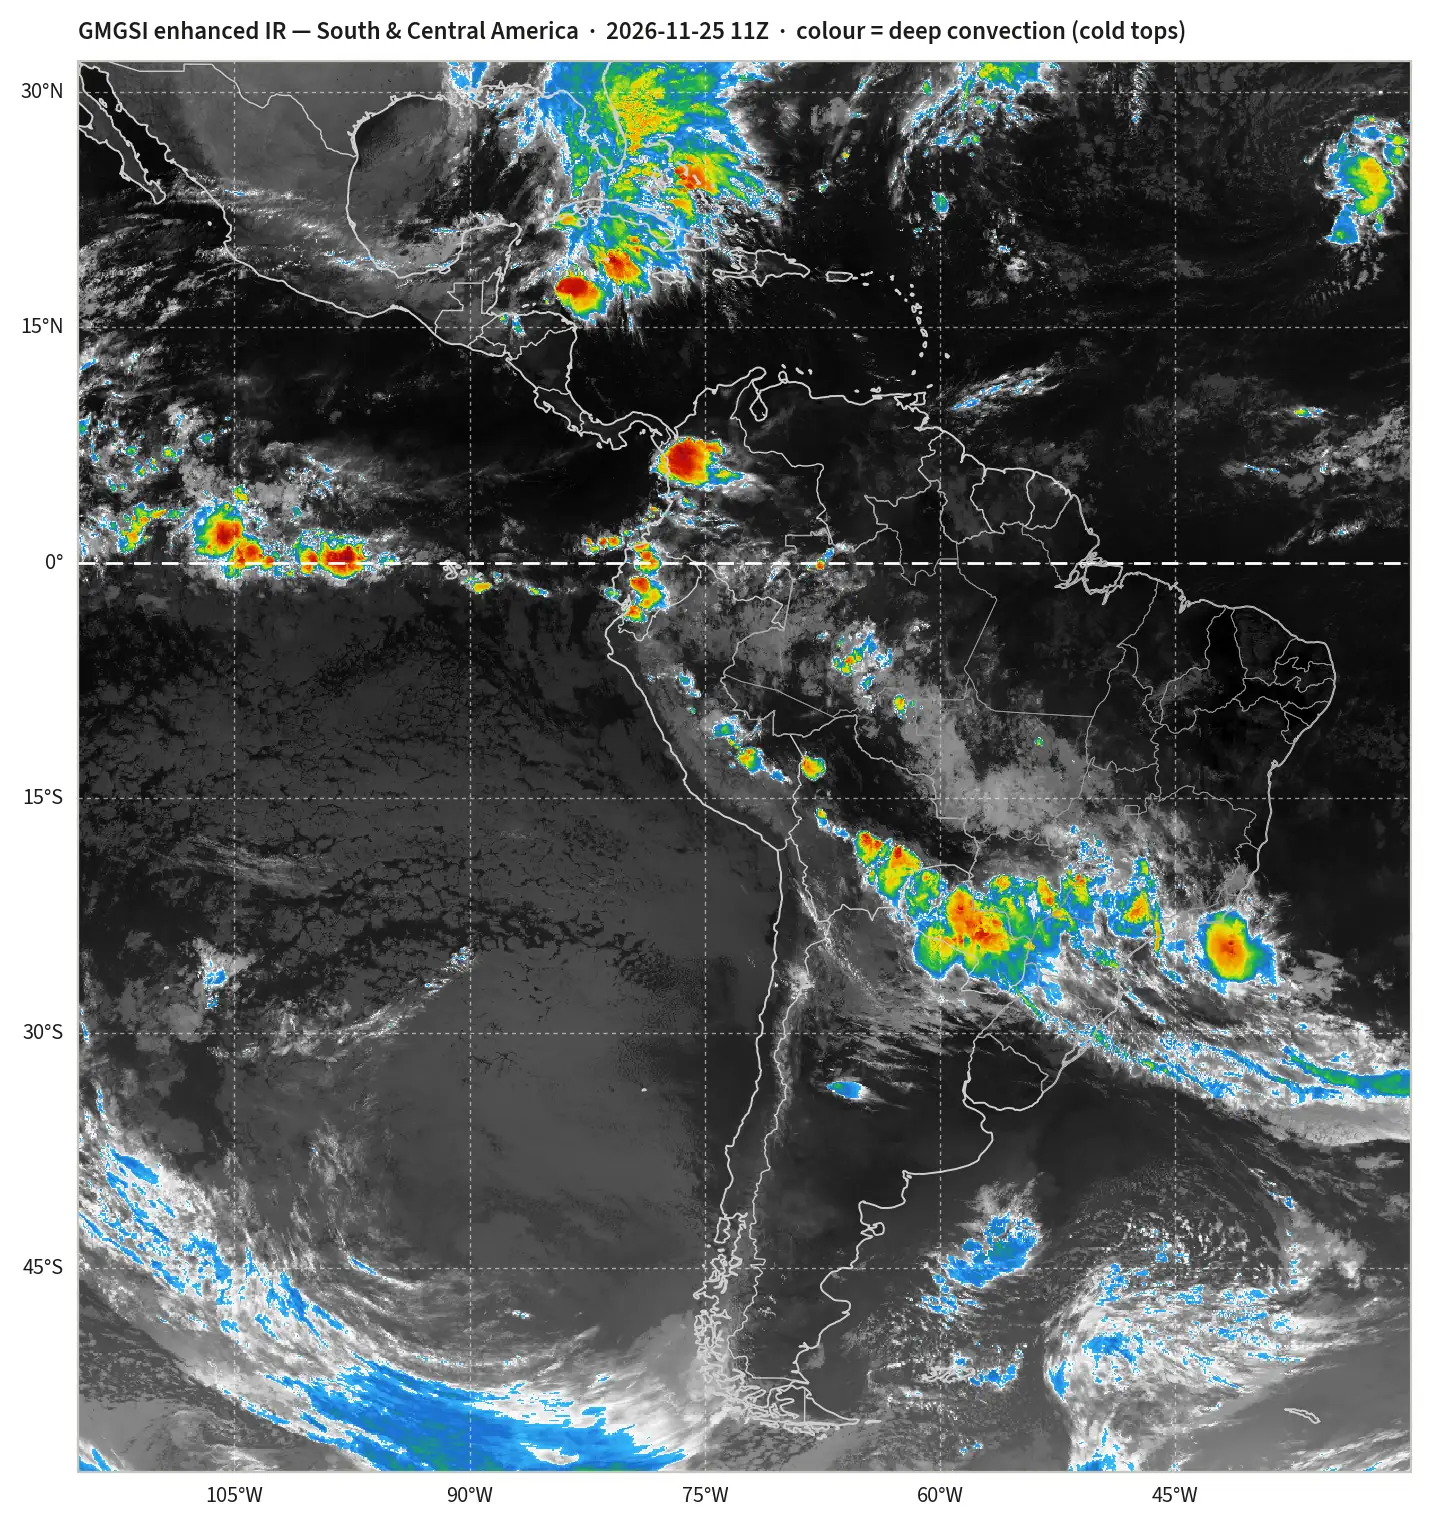 GMGSI enhanced IR — South & Central America · 2026-11-25 11Z · colour = deep convection (cold tops)
30°N
15°N
0°
15°S
30°S
45°S
105°W
90°W
75°W
60°W
45°W